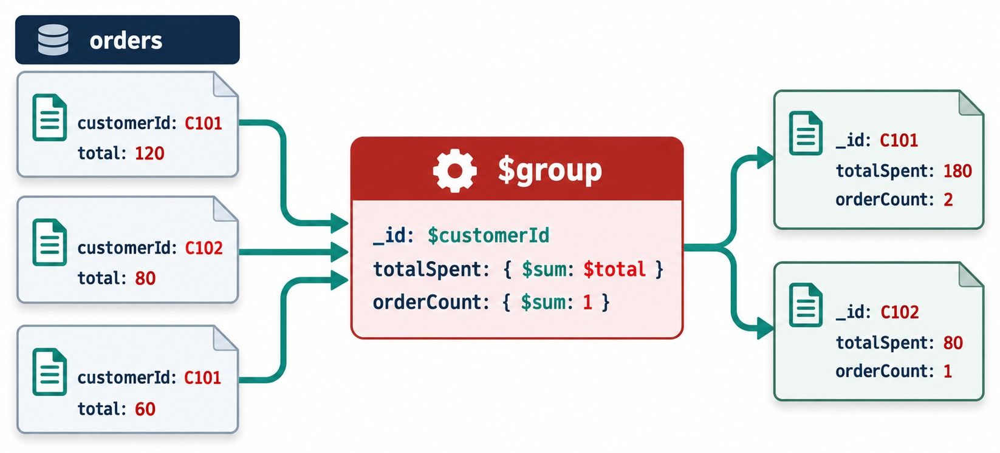 orders
customerId: C101
total: 120
customerId: C102
total: 80
customerId: C101
total: 60
$group
_id: $customerId
totalSpent: { $sum: $total }
orderCount: { $sum: 1 }
_id: C101
totalSpent: 180
orderCount: 2
_id: C102
totalSpent: 80
orderCount: 1